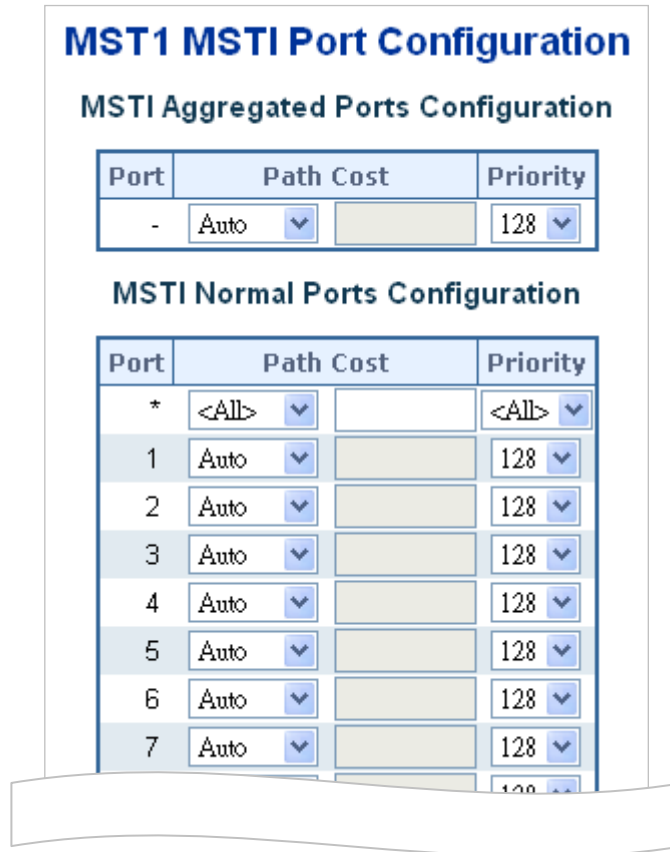 MST1 MSTI Port Configuration
MSTI Aggregated Ports Configuration
Port Path Cost Priority
- Auto 128
MSTI Normal Ports Configuration
Port Path Cost Priority
* <All> <All>
1 Auto 128
2 Auto 128
3 Auto 128
4 Auto 128
5 Auto 128
6 Auto 128
7 Auto 128